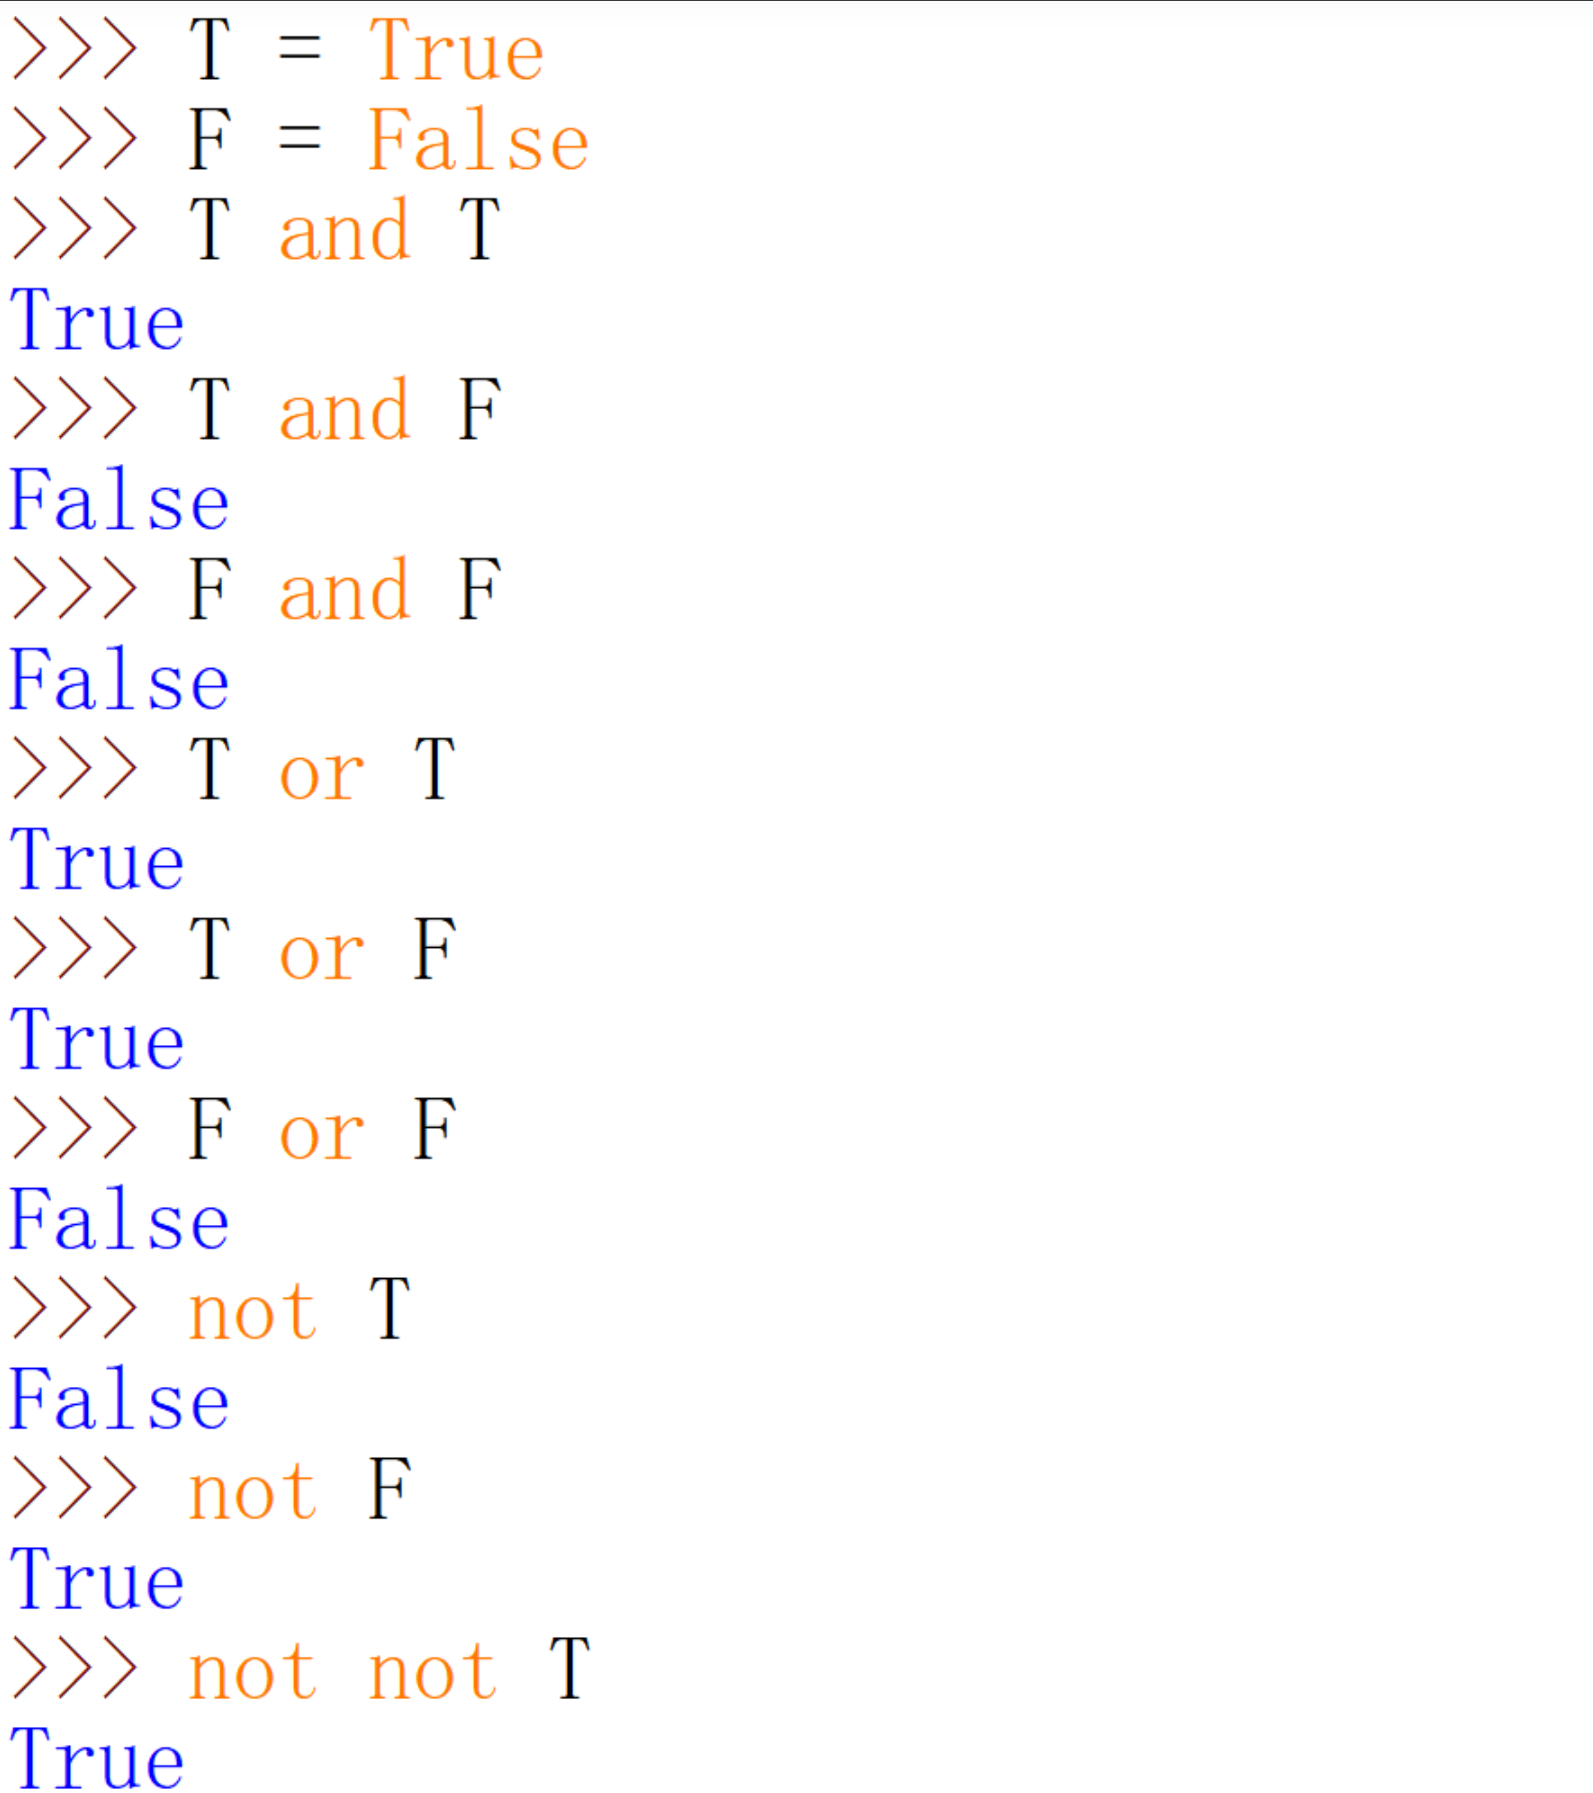 >>> T = True
>>> F = False
>>> T and T
True
>>> T and F
False
>>> F and F
False
>>> T or T
True
>>> T or F
True
>>> F or F
False
>>> not T
False
>>> not F
True
>>> not not T
True